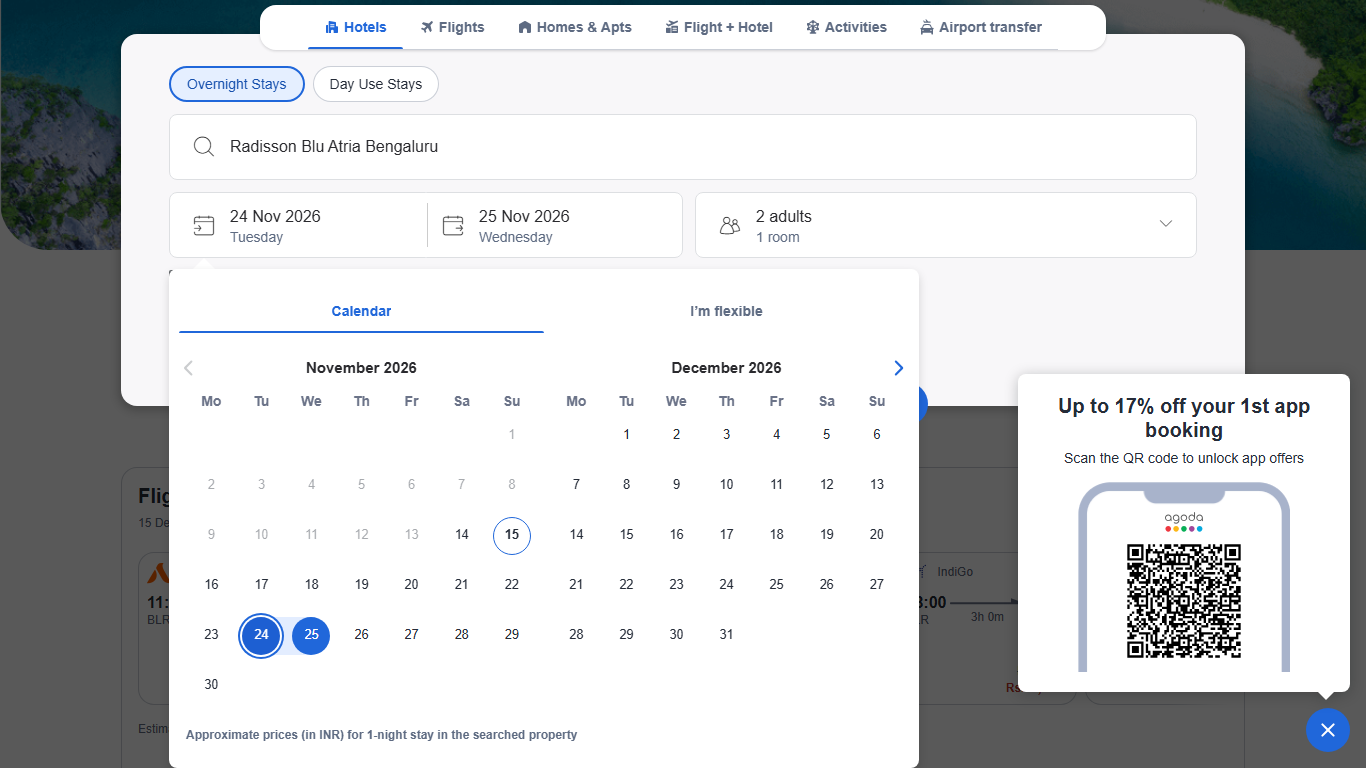 Hotels Flights Homes & Apts Flight + Hotel Activities Airport transfer
Overnight Stays Day Use Stays
Radisson Blu Atria Bengaluru
24 Nov 2026 25 Nov 2026 2 adults
Tuesday Wednesday 1 room
Calendar I'm flexible
November 2026 December 2026
Mo Tu We Th Fr Sa Su Mo Tu We Th Fr Sa Su
1 1 2 3 4 5 6
2 3 4 5 6 7 8 7 8 9 10 11 12 13
9 10 11 12 13 14 15 14 15 16 17 18 19 20
16 17 18 19 20 21 22 21 22 23 24 25 26 27
23 24 25 26 27 28 29 28 29 30 31
30
Approximate prices (in INR) for 1-night stay in the searched property
Up to 17% off your 1st app
booking
Scan the QR code to unlock app offers
agoda
15 De
11:
BLR
IndiGo
:00
3h 0m
Estim